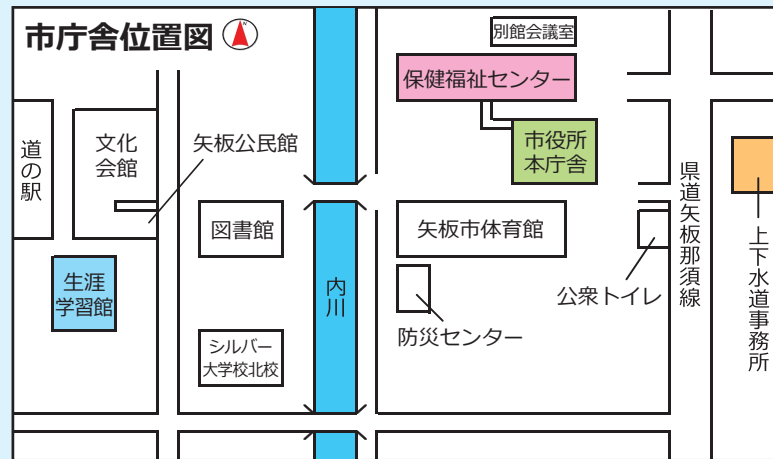 市庁舎位置図
N
別館会議室
保健福祉センター
市役所
本庁舎
文化
会館
矢板公民館
道の駅
図書館
矢板市体育館
県道矢板那須線
上下水道事務所
生涯
学習館
内川
公衆トイレ
防災センター
シルバー
大学校北校